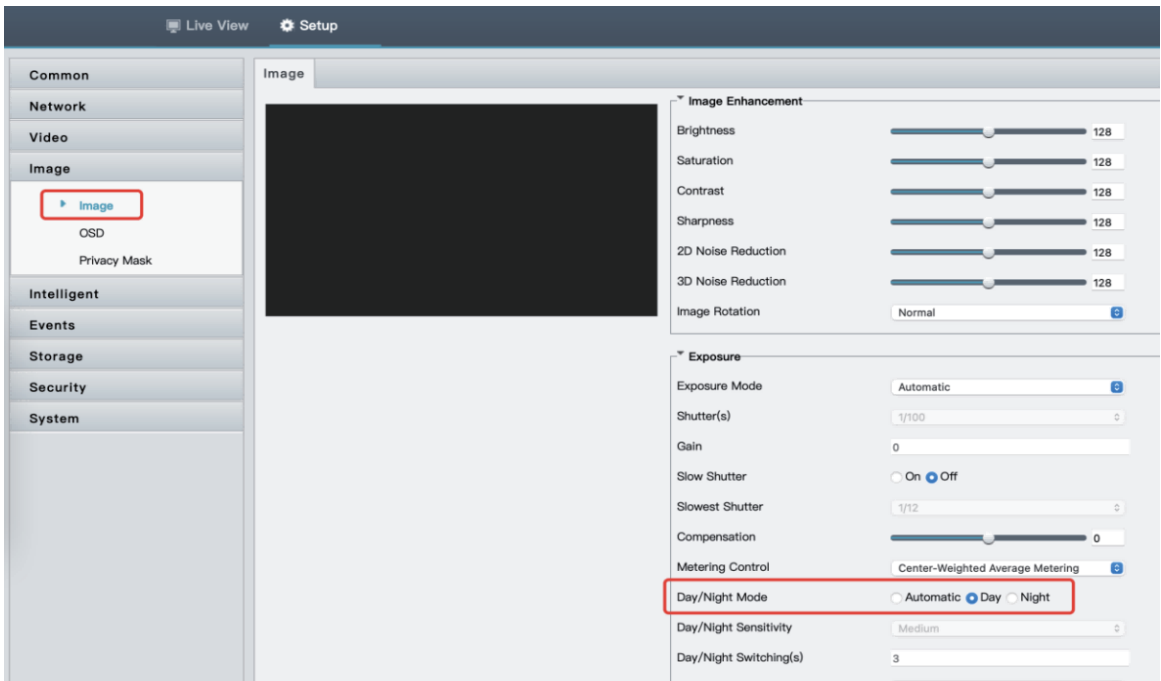 Live View
Setup
Common
Network
Video
Image
Image
OSD
Privacy Mask
Intelligent
Events
Storage
Security
System
Image
Image Enhancement
Brightness 128
Saturation 128
Contrast 128
Sharpness 128
2D Noise Reduction 128
3D Noise Reduction 128
Image Rotation Normal
Exposure
Exposure Mode Automatic
Shutter(s) 1/100
Gain 0
Slow Shutter On Off
Slowest Shutter 1/12
Compensation 0
Metering Control Center-Weighted Average Metering
Day/Night Mode Automatic Day Night
Day/Night Sensitivity Medium
Day/Night Switching(s) 3